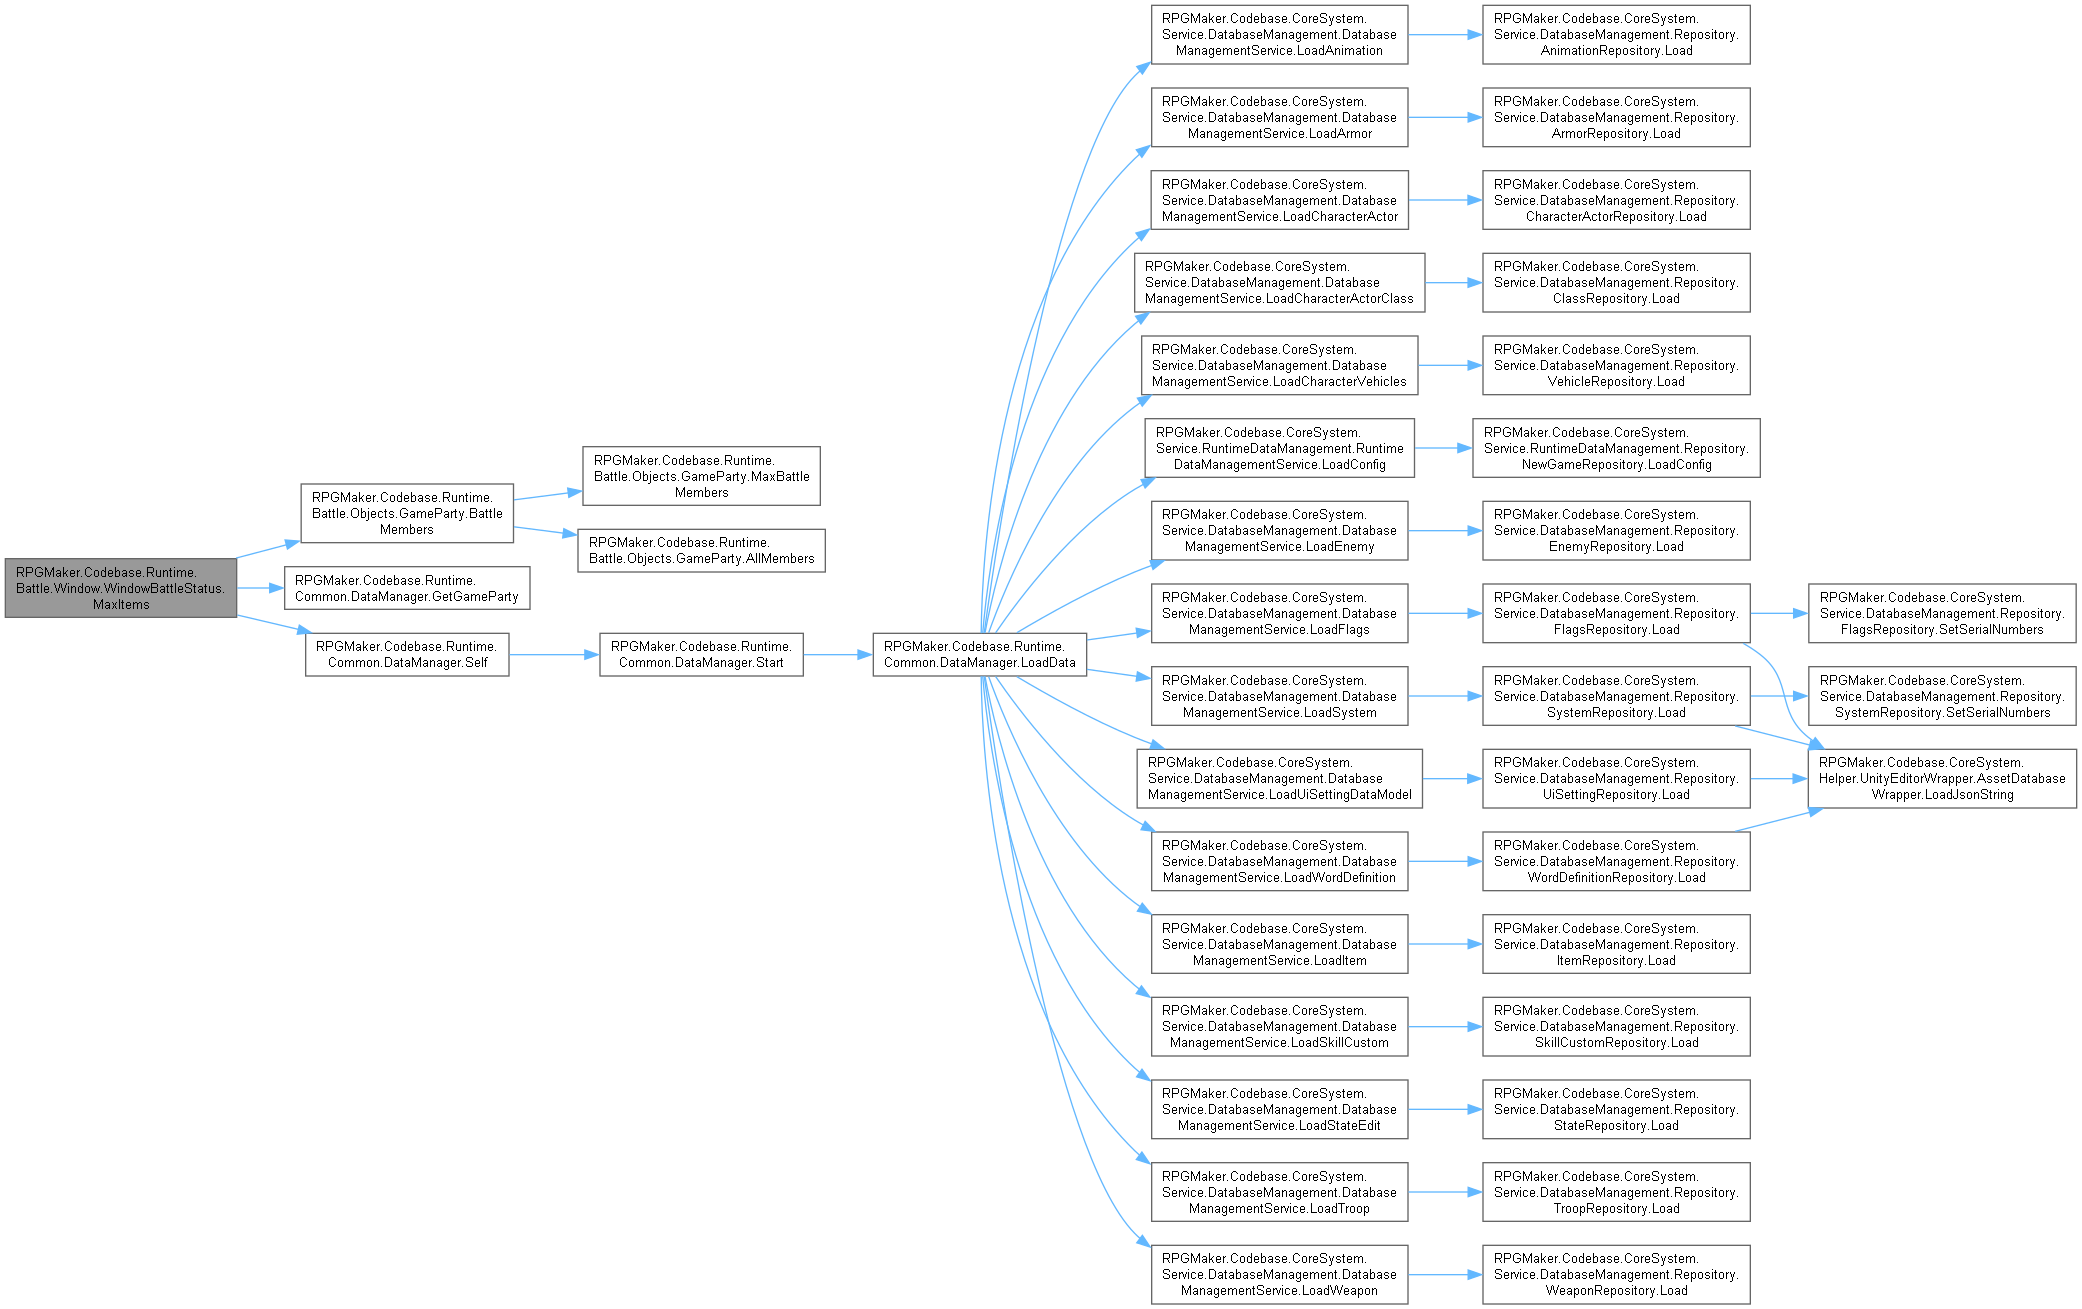 RPGMaker.Codebase.Runtime.
Battle.Window.WindowBattleStatus.
MaxItems
RPGMaker.Codebase.Runtime.
Battle.Objects.GameParty.Battle
Members
RPGMaker.Codebase.Runtime.
Common.DataManager.GetGameParty
RPGMaker.Codebase.Runtime.
Common.DataManager.Self
RPGMaker.Codebase.Runtime.
Battle.Objects.GameParty.MaxBattle
Members
RPGMaker.Codebase.Runtime.
Battle.Objects.GameParty.AllMembers
RPGMaker.Codebase.Runtime.
Common.DataManager.Start
RPGMaker.Codebase.Runtime.
Common.DataManager.LoadData
RPGMaker.Codebase.CoreSystem.
Service.DatabaseManagement.Database
ManagementService.LoadAnimation
RPGMaker.Codebase.CoreSystem.
Service.DatabaseManagement.Repository.
AnimationRepository.Load
RPGMaker.Codebase.CoreSystem.
Service.DatabaseManagement.Database
ManagementService.LoadArmor
RPGMaker.Codebase.CoreSystem.
Service.DatabaseManagement.Repository.
ArmorRepository.Load
RPGMaker.Codebase.CoreSystem.
Service.DatabaseManagement.Database
ManagementService.LoadCharacterActor
RPGMaker.Codebase.CoreSystem.
Service.DatabaseManagement.Repository.
CharacterActorRepository.Load
RPGMaker.Codebase.CoreSystem.
Service.DatabaseManagement.Database
ManagementService.LoadCharacterActorClass
RPGMaker.Codebase.CoreSystem.
Service.DatabaseManagement.Repository.
ClassRepository.Load
RPGMaker.Codebase.CoreSystem.
Service.DatabaseManagement.Database
ManagementService.LoadCharacterVehicles
RPGMaker.Codebase.CoreSystem.
Service.DatabaseManagement.Repository.
VehicleRepository.Load
RPGMaker.Codebase.CoreSystem.
Service.RuntimeDataManagement.Runtime
DataManagementService.LoadConfig
RPGMaker.Codebase.CoreSystem.
Service.RuntimeDataManagement.Repository.
NewGameRepository.LoadConfig
RPGMaker.Codebase.CoreSystem.
Service.DatabaseManagement.Database
ManagementService.LoadEnemy
RPGMaker.Codebase.CoreSystem.
Service.DatabaseManagement.Repository.
EnemyRepository.Load
RPGMaker.Codebase.CoreSystem.
Service.DatabaseManagement.Database
ManagementService.LoadFlags
RPGMaker.Codebase.CoreSystem.
Service.DatabaseManagement.Repository.
FlagsRepository.Load
RPGMaker.Codebase.CoreSystem.
Service.DatabaseManagement.Repository.
FlagsRepository.SetSerialNumbers
RPGMaker.Codebase.CoreSystem.
Service.DatabaseManagement.Database
ManagementService.LoadSystem
RPGMaker.Codebase.CoreSystem.
Service.DatabaseManagement.Repository.
SystemRepository.Load
RPGMaker.Codebase.CoreSystem.
Service.DatabaseManagement.Repository.
SystemRepository.SetSerialNumbers
RPGMaker.Codebase.CoreSystem.
Service.DatabaseManagement.Database
ManagementService.LoadUiSettingDataModel
RPGMaker.Codebase.CoreSystem.
Service.DatabaseManagement.Repository.
UiSettingRepository.Load
RPGMaker.Codebase.CoreSystem.
Helper.UnityEditorWrapper.AssetDatabase
Wrapper.LoadJsonString
RPGMaker.Codebase.CoreSystem.
Service.DatabaseManagement.Database
ManagementService.LoadWordDefinition
RPGMaker.Codebase.CoreSystem.
Service.DatabaseManagement.Repository.
WordDefinitionRepository.Load
RPGMaker.Codebase.CoreSystem.
Service.DatabaseManagement.Database
ManagementService.LoadItem
RPGMaker.Codebase.CoreSystem.
Service.DatabaseManagement.Repository.
ItemRepository.Load
RPGMaker.Codebase.CoreSystem.
Service.DatabaseManagement.Database
ManagementService.LoadSkillCustom
RPGMaker.Codebase.CoreSystem.
Service.DatabaseManagement.Repository.
SkillCustomRepository.Load
RPGMaker.Codebase.CoreSystem.
Service.DatabaseManagement.Database
ManagementService.LoadStateEdit
RPGMaker.Codebase.CoreSystem.
Service.DatabaseManagement.Repository.
StateRepository.Load
RPGMaker.Codebase.CoreSystem.
Service.DatabaseManagement.Database
ManagementService.LoadTroop
RPGMaker.Codebase.CoreSystem.
Service.DatabaseManagement.Repository.
TroopRepository.Load
RPGMaker.Codebase.CoreSystem.
Service.DatabaseManagement.Database
ManagementService.LoadWeapon
RPGMaker.Codebase.CoreSystem.
Service.DatabaseManagement.Repository.
WeaponRepository.Load